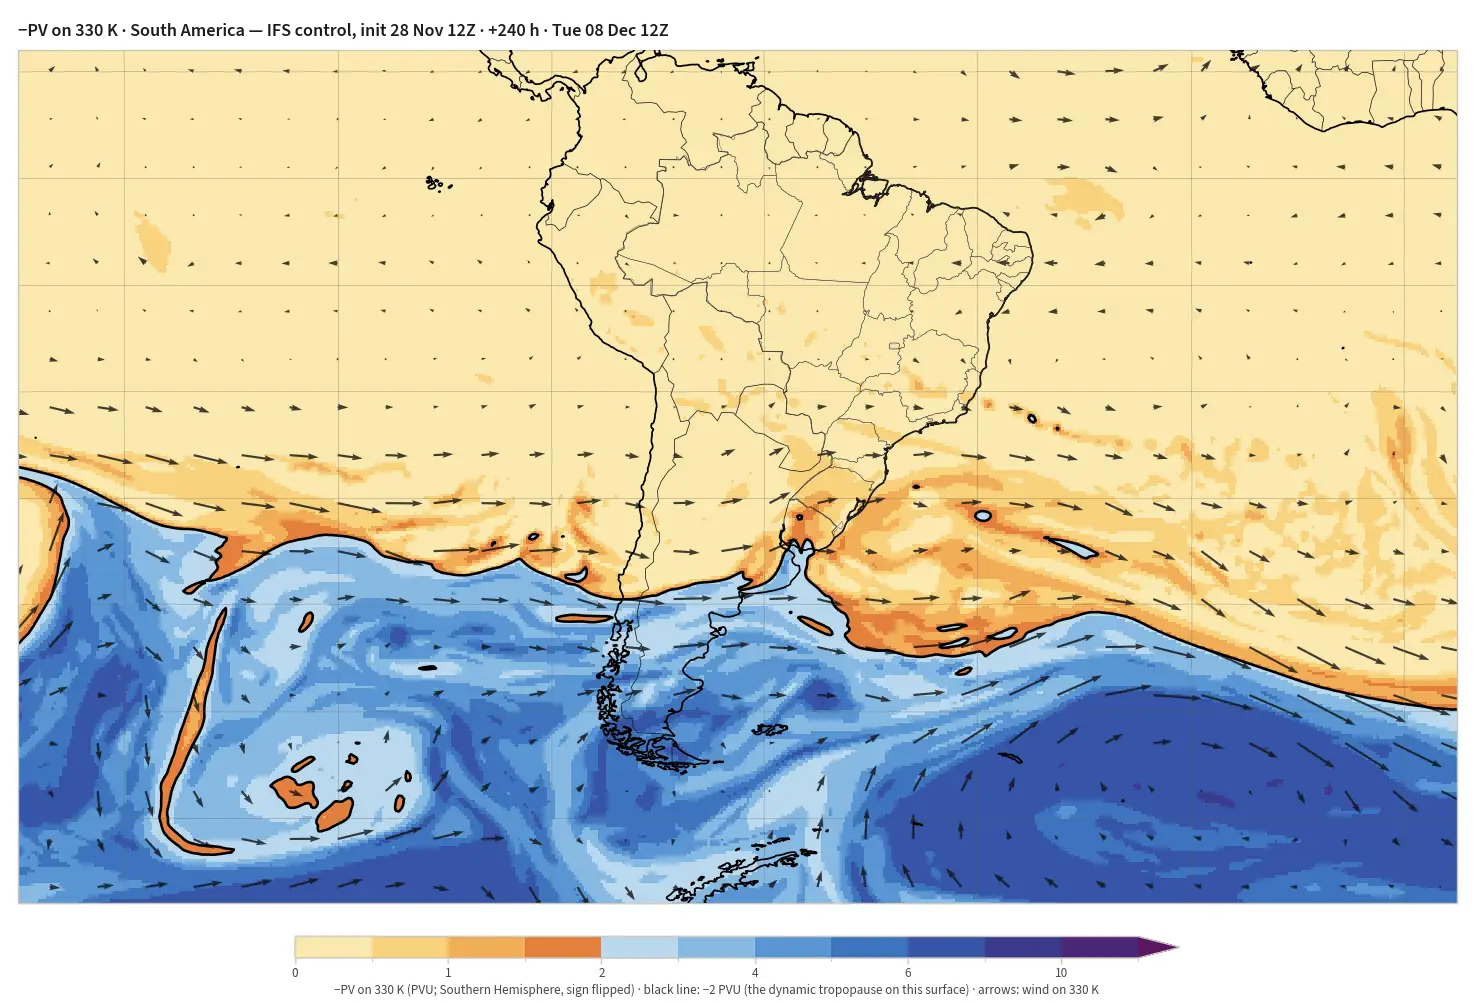 −PV on 330 K · South America — IFS control, init 28 Nov 12Z · +240 h · Tue 08 Dec 12Z
0 1 2 4 6 10
−PV on 330 K (PVU; Southern Hemisphere, sign flipped) · black line: −2 PVU (the dynamic tropopause on this surface) · arrows: wind on 330 K